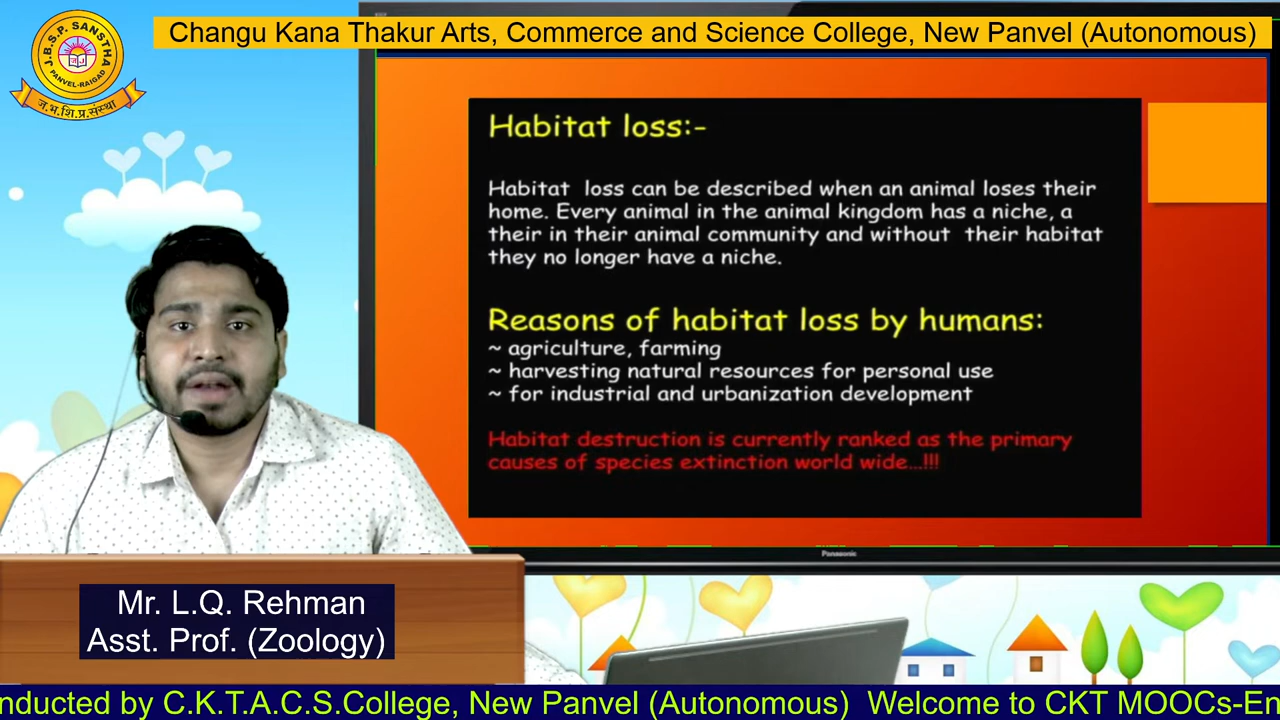 Changu Kana Thakur Arts, Commerce and Science College, New Panvel (Autonomous)
J.B.S.P. SANSTHA
PANVEL-RAIGAD
ज.भ.शि.प्र.संस्था
Habitat loss:-
Habitat loss can be described when an animal loses their
home. Every animal in the animal kingdom has a niche, a
their in their animal community and without their habitat
they no longer have a niche.
Reasons of habitat loss by humans:
~ agriculture, farming
~ harvesting natural resources for personal use
~ for industrial and urbanization development
Habitat destruction is currently ranked as the primary
causes of species extinction world wide...!!!
Panasonic
Mr. L.Q. Rehman
Asst. Prof. (Zoology)
nducted by C.K.T.A.C.S.College, New Panvel (Autonomous) Welcome to CKT MOOCs-En